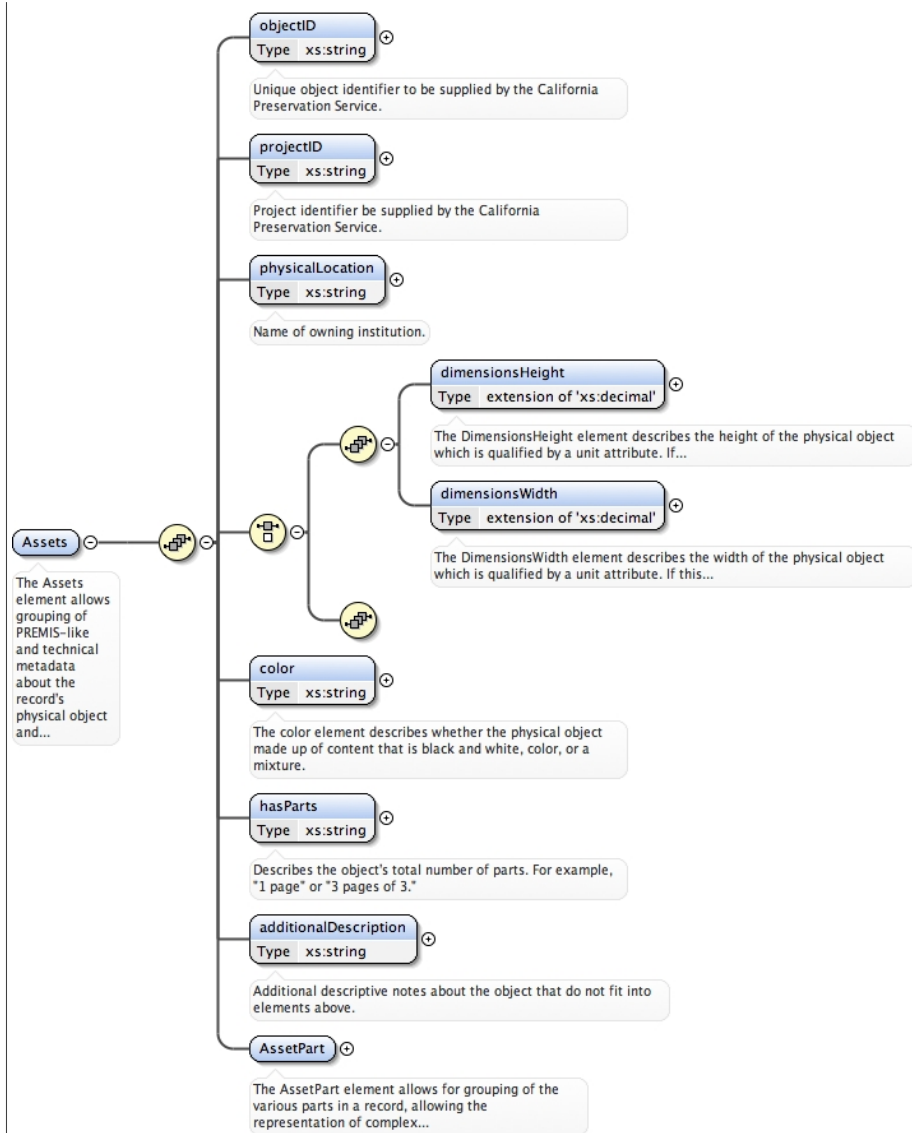 objectID
Type xs:string
Unique object identifier to be supplied by the California
Preservation Service.
projectID
Type xs:string
Project identifier be supplied by the California
Preservation Service.
physicalLocation
Type xs:string
Name of owning institution.
dimensionsHeight
Type extension of 'xs:decimal'
The DimensionsHeight element describes the height of the physical object
which is qualified by a unit attribute. If...
dimensionsWidth
Type extension of 'xs:decimal'
The DimensionsWidth element describes the width of the physical object
which is qualified by a unit attribute. If this...
Assets
The Assets
element allows
grouping of
PREMIS-like
and technical
metadata
about the
record's
physical object
and...
color
Type xs:string
The color element describes whether the physical object
made up of content that is black and white, color, or a
mixture.
hasParts
Type xs:string
Describes the object's total number of parts. For example,
"1 page" or "3 pages of 3."
additionalDescription
Type xs:string
Additional descriptive notes about the object that do not fit into
elements above.
AssetPart
The AssetPart element allows for grouping of the
various parts in a record, allowing the
representation of complex...